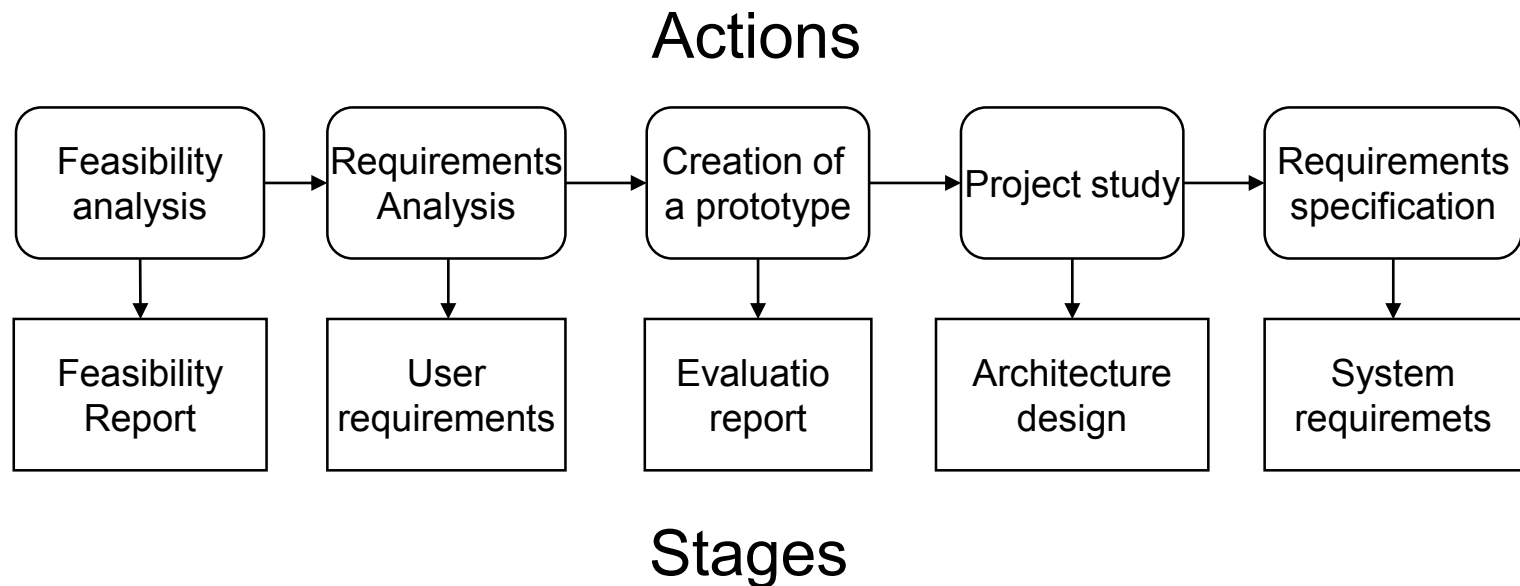 Actions
Feasibility
analysis
Requirements
Analysis
Creation of
a prototype
Project study
Requirements
specification
Feasibility
Report
User
requirements
Evaluatio
report
Architecture
design
System
requiremets
Stages